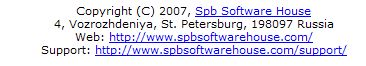 Copyright (C) 2007, Spb Software House
4, Vozrozhdeniya, St. Petersburg, 198097 Russia
Web: http://www.spbsoftwarehouse.com/
Support: http://www.spbsoftwarehouse.com/support/